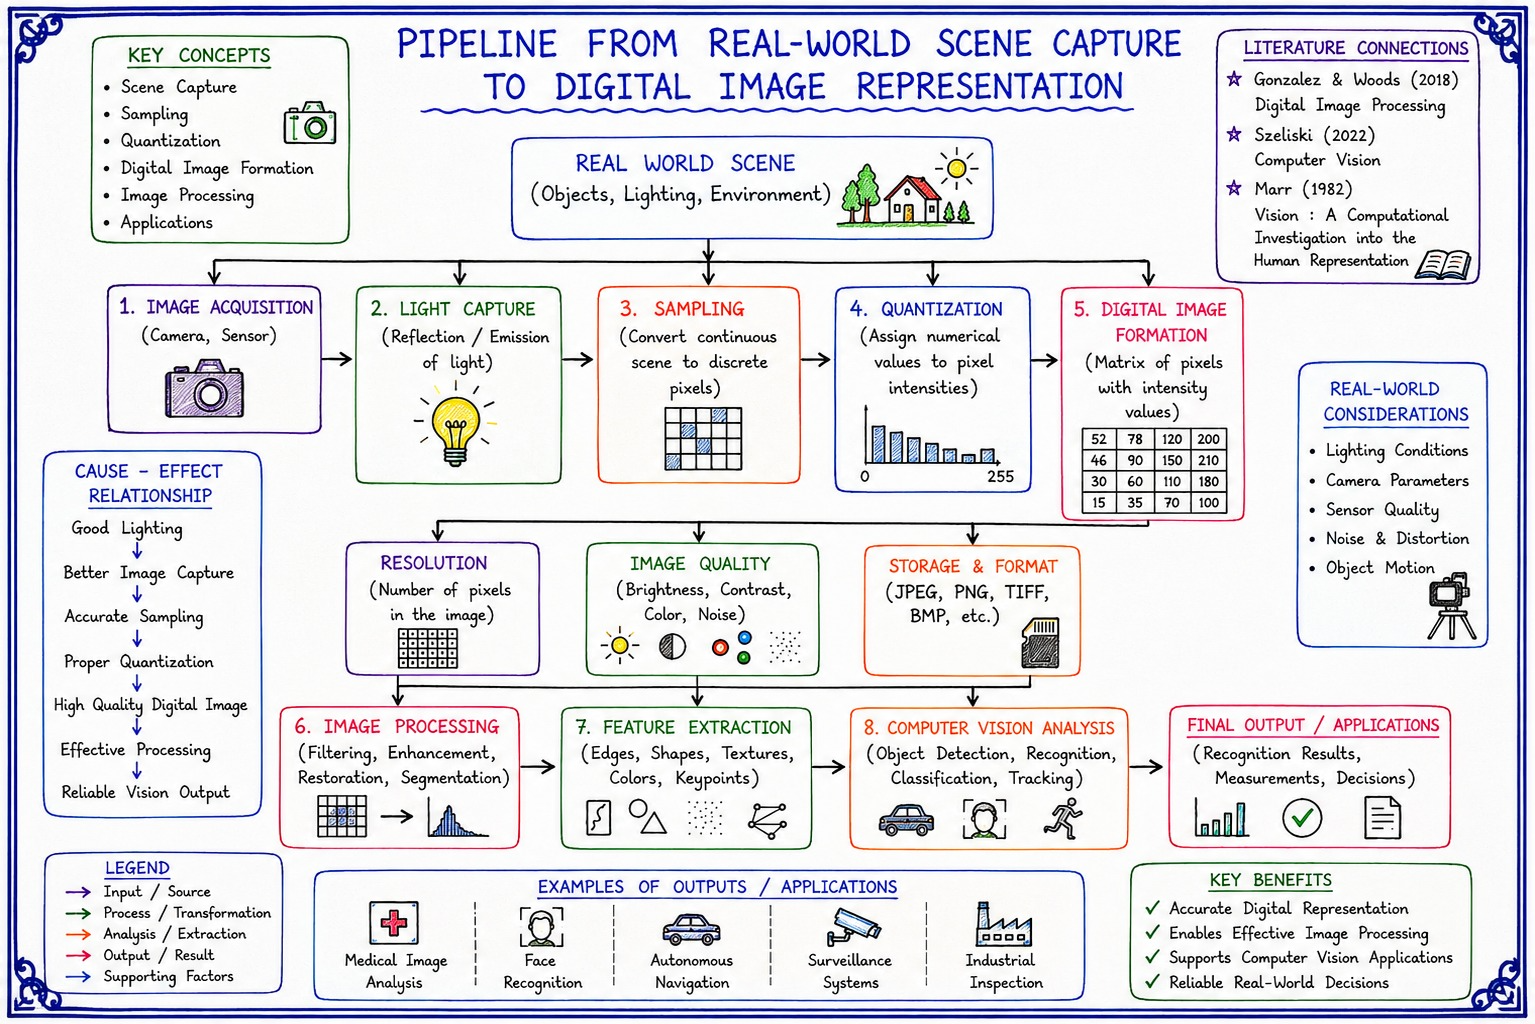 PIPELINE FROM REAL-WORLD SCENE CAPTURE
TO DIGITAL IMAGE REPRESENTATION
KEY CONCEPTS
• Scene Capture
• Sampling
• Quantization
• Digital Image Formation
• Image Processing
• Applications
REAL WORLD SCENE
(Objects, Lighting, Environment)
LITERATURE CONNECTIONS
☆ Gonzalez & Woods (2018)
Digital Image Processing
☆ Szeliski (2022)
Computer Vision
☆ Marr (1982)
Vision : A Computational
Investigation into the
Human Representation
1. IMAGE ACQUISITION
(Camera, Sensor)
2. LIGHT CAPTURE
(Reflection / Emission
of light)
3. SAMPLING
(Convert continuous
scene to discrete
pixels)
4. QUANTIZATION
(Assign numerical
values to pixel
intensities)
0 255
5. DIGITAL IMAGE
FORMATION
(Matrix of pixels
with intensity
values)
52 78 120 200
46 90 150 210
30 60 110 180
15 35 70 100
REAL-WORLD
CONSIDERATIONS
• Lighting Conditions
• Camera Parameters
• Sensor Quality
• Noise & Distortion
• Object Motion
CAUSE - EFFECT
RELATIONSHIP
Good Lighting
Better Image Capture
Accurate Sampling
Proper Quantization
High Quality Digital Image
Effective Processing
Reliable Vision Output
RESOLUTION
(Number of pixels
in the image)
IMAGE QUALITY
(Brightness, Contrast,
Color, Noise)
STORAGE & FORMAT
(JPEG, PNG, TIFF,
BMP, etc.)
6. IMAGE PROCESSING
(Filtering, Enhancement,
Restoration, Segmentation)
7. FEATURE EXTRACTION
(Edges, Shapes, Textures,
Colors, Keypoints)
8. COMPUTER VISION ANALYSIS
(Object Detection, Recognition,
Classification, Tracking)
FINAL OUTPUT / APPLICATIONS
(Recognition Results,
Measurements, Decisions)
LEGEND
Input / Source
Process / Transformation
Analysis / Extraction
Output / Result
Supporting Factors
EXAMPLES OF OUTPUTS / APPLICATIONS
Medical Image
Analysis
Face
Recognition
Autonomous
Navigation
Surveillance
Systems
Industrial
Inspection
KEY BENEFITS
✓ Accurate Digital Representation
✓ Enables Effective Image Processing
✓ Supports Computer Vision Applications
✓ Reliable Real-World Decisions